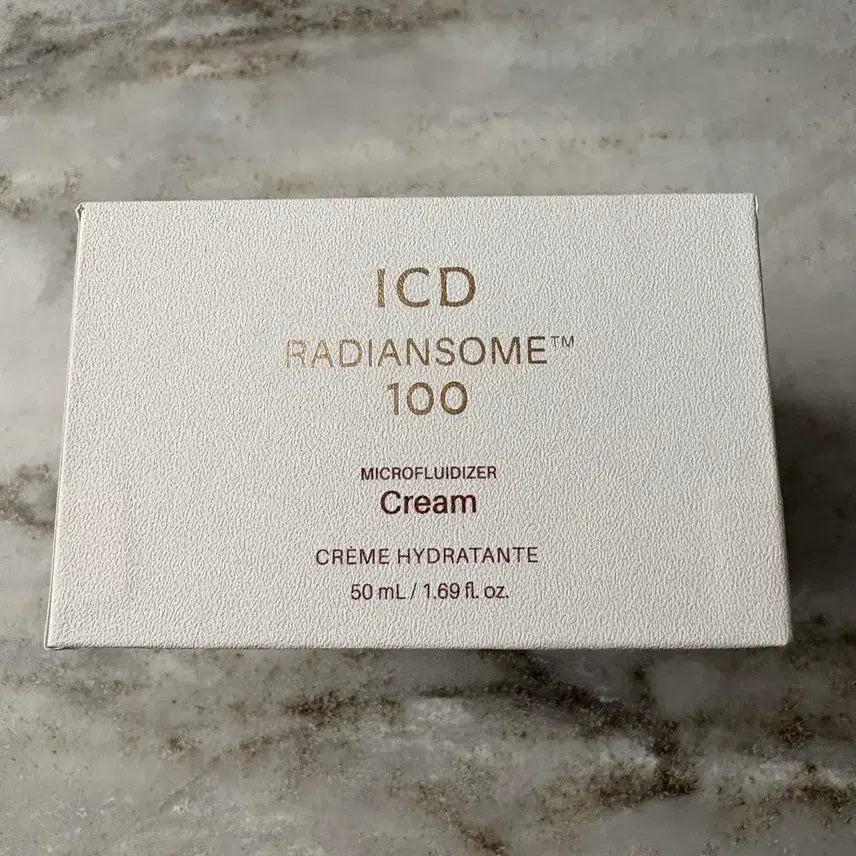 ICD
RADIANSOME™
100
MICROFLUIDIZER
Cream
CRÈME HYDRATANTE
50 mL / 1.69 fl. oz.